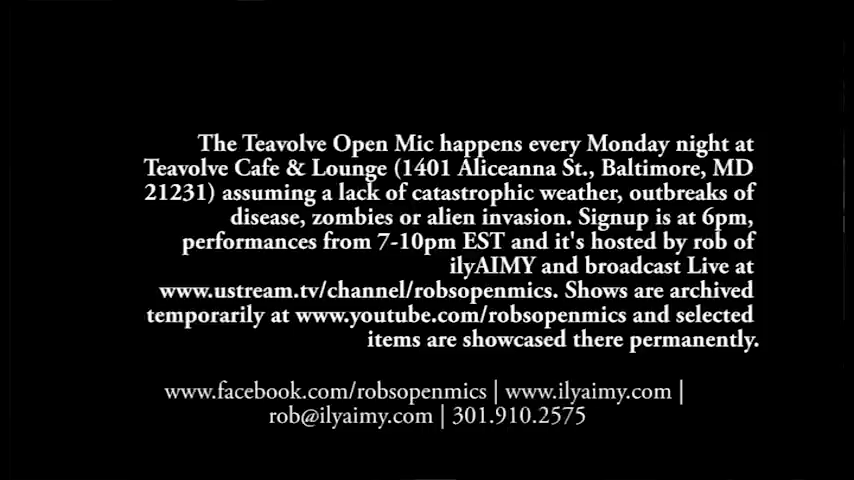 The Teavolve Open Mic happens every Monday night at
Teavolve Cafe & Lounge (1401 Aliceanna St., Baltimore, MD
21231) assuming a lack of catastrophic weather, outbreaks of
disease, zombies or alien invasion. Signup is at 6pm,
performances from 7-10pm EST and it's hosted by rob of
ilyAIMY and broadcast Live at
www.ustream.tv/channel/robsopenmics. Shows are archived
temporarily at www.youtube.com/robsopenmics and selected
items are showcased there permanently.
www.facebook.com/robsopenmics | www.ilyaimy.com |
rob@ilyaimy.com | 301.910.2575